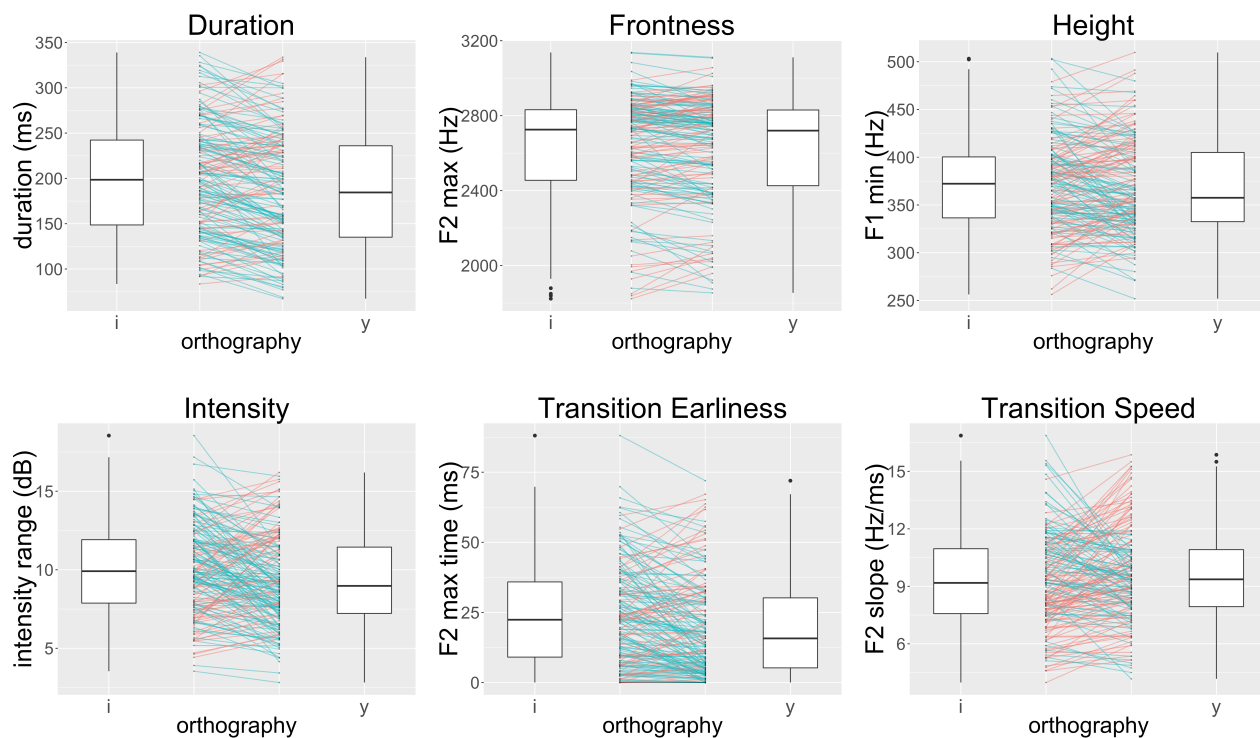 Duration
duration (ms)
350
300
250
200
150
100
i
y
orthography
Frontness
F2 max (Hz)
3200
2800
2400
2000
i
y
orthography
Height
F1 min (Hz)
500
450
400
350
300
250
i
y
orthography
Intensity
intensity range (dB)
15
10
5
i
y
orthography
Transition Earliness
F2 max time (ms)
75
50
25
0
i
y
orthography
Transition Speed
F2 slope (Hz/ms)
15
12
9
6
i
y
orthography